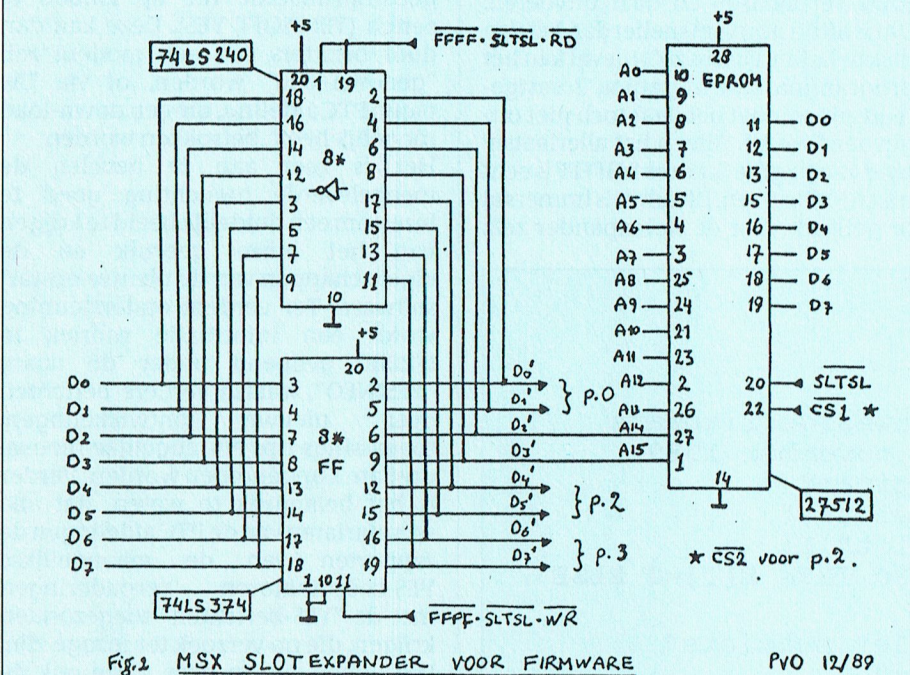 +5
FFFF·SLTSL·RD
74LS240
20 1 19
18 2
16 4
14 6
12 8
8*
3 17
5 15
7 13
9 11
10
+5
20
D0 3 2 D0'
D1 4 5 D1' p.0
D2 7 6 D2'
D3 8 9 D3'
8*
FF
D4 13 12 D4'
D5 14 15 D5' p.2
D6 17 16 D6'
D7 18 19 D7' p.3
1 10 11
74LS374
FFFF·SLTSL·WR
+5
28
EPROM
A0 10
A1 9
A2 8 11 D0
A3 7 12 D1
A4 6 13 D2
A5 5 15 D3
A6 4 16 D4
A7 3 17 D5
A8 25 18 D6
A9 24 19 D7
A10 21
A11 23
A12 2 20 SLTSL
A13 26 22 CS1 *
A14 27
A15 1
14
27512
* CS2 voor p.2.
Fig.2 MSX SLOTEXPANDER VOOR FIRMWARE PVO 12/89